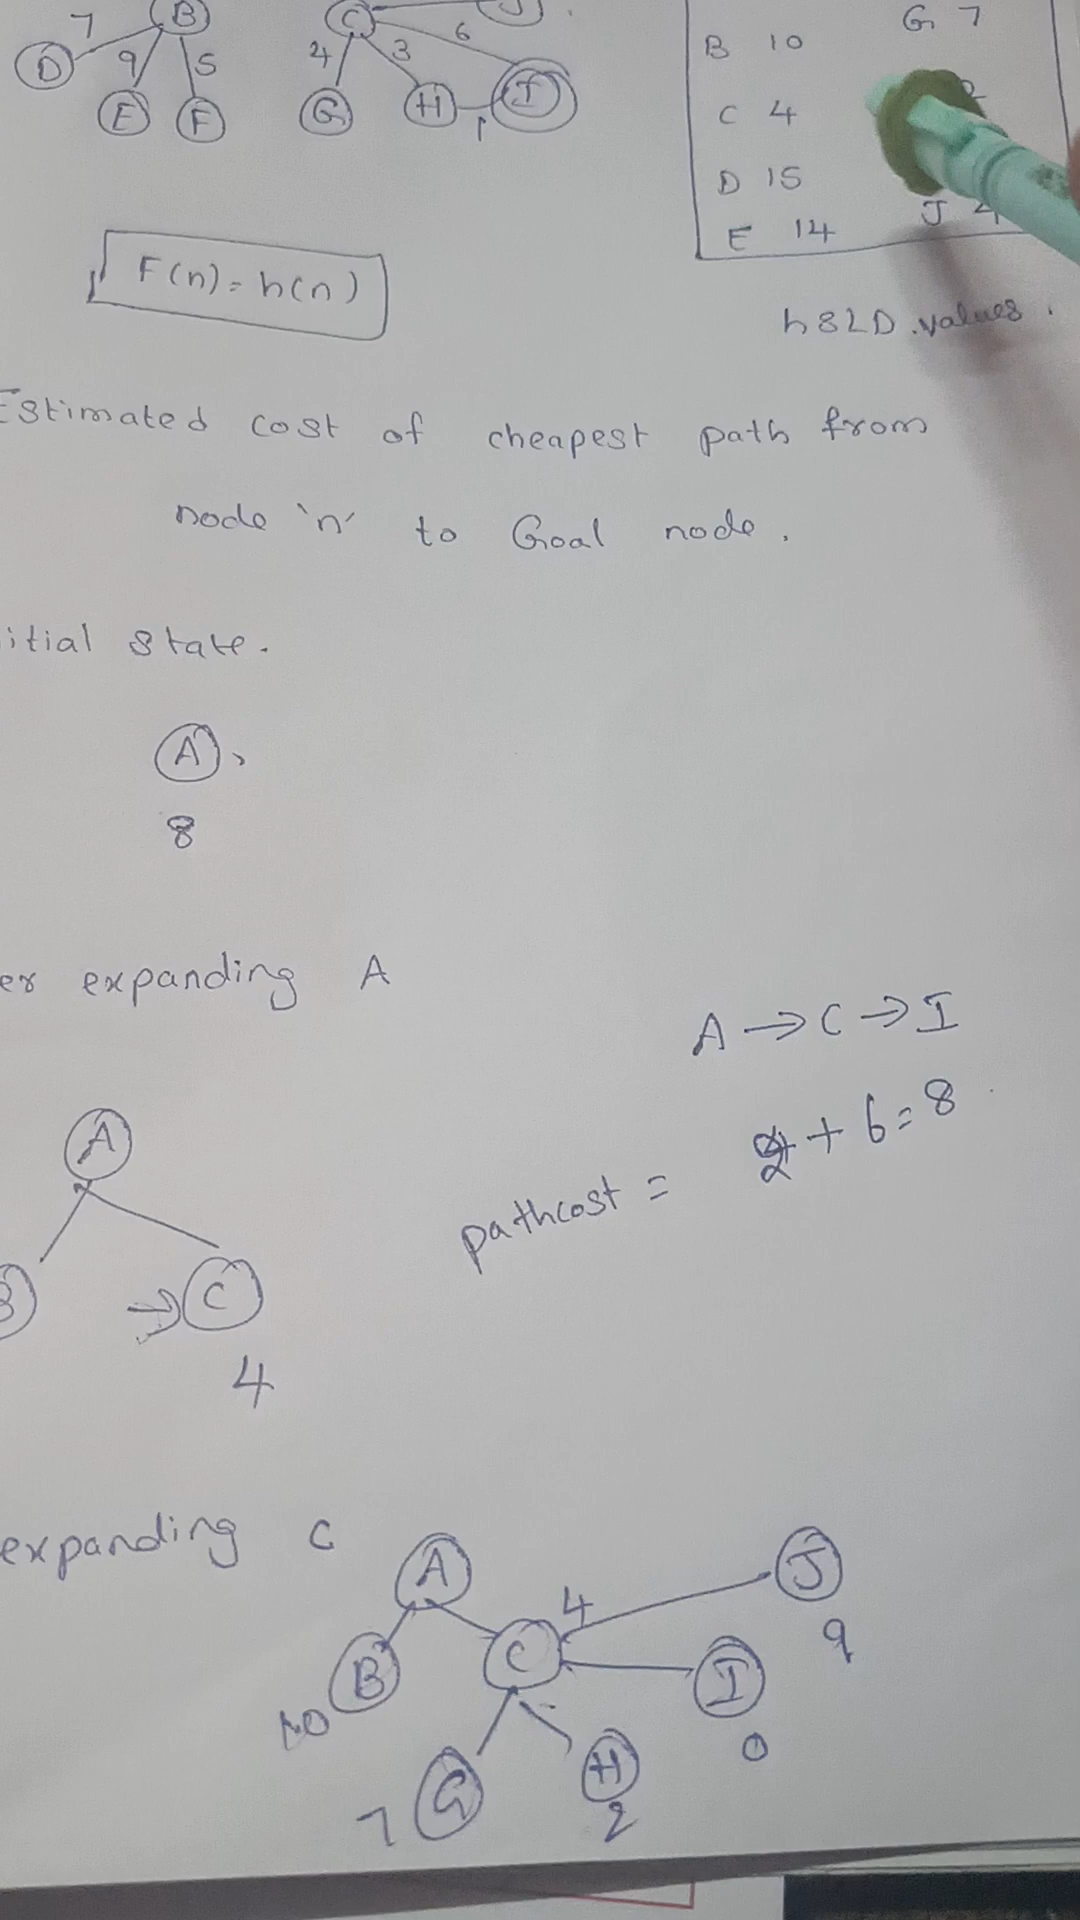 B
J
7
9
5
D
E
F
C
4
3
6
G
H
1
I
G 7
B 10
C 4
D 15
J
E 14
F(n) = h(n)
hSLD values.
Estimated cost of cheapest path from
node 'n' to Goal node.
itial state.
A
8
er expanding A
A → C → I
pathcost = 2 + 6 = 8
A
B
C
4
expanding C
A
B
10
C
4
J
9
I
0
G
7
H
2